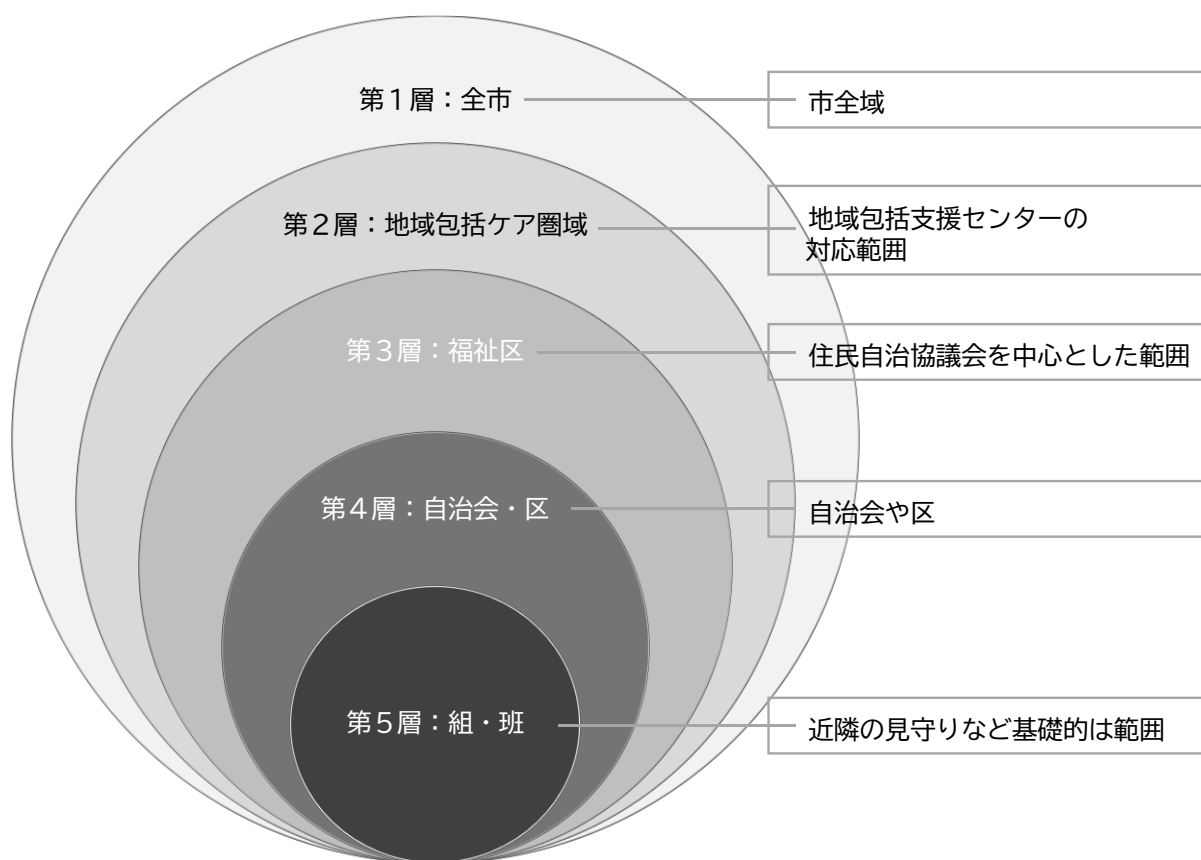 第1層：全市
市全域
第2層：地域包括ケア圏域
地域包括支援センターの
対応範囲
第3層：福祉区
住民自治協議会を中心とした範囲
第4層：自治会・区
自治会や区
第5層：組・班
近隣の見守りなど基礎的は範囲